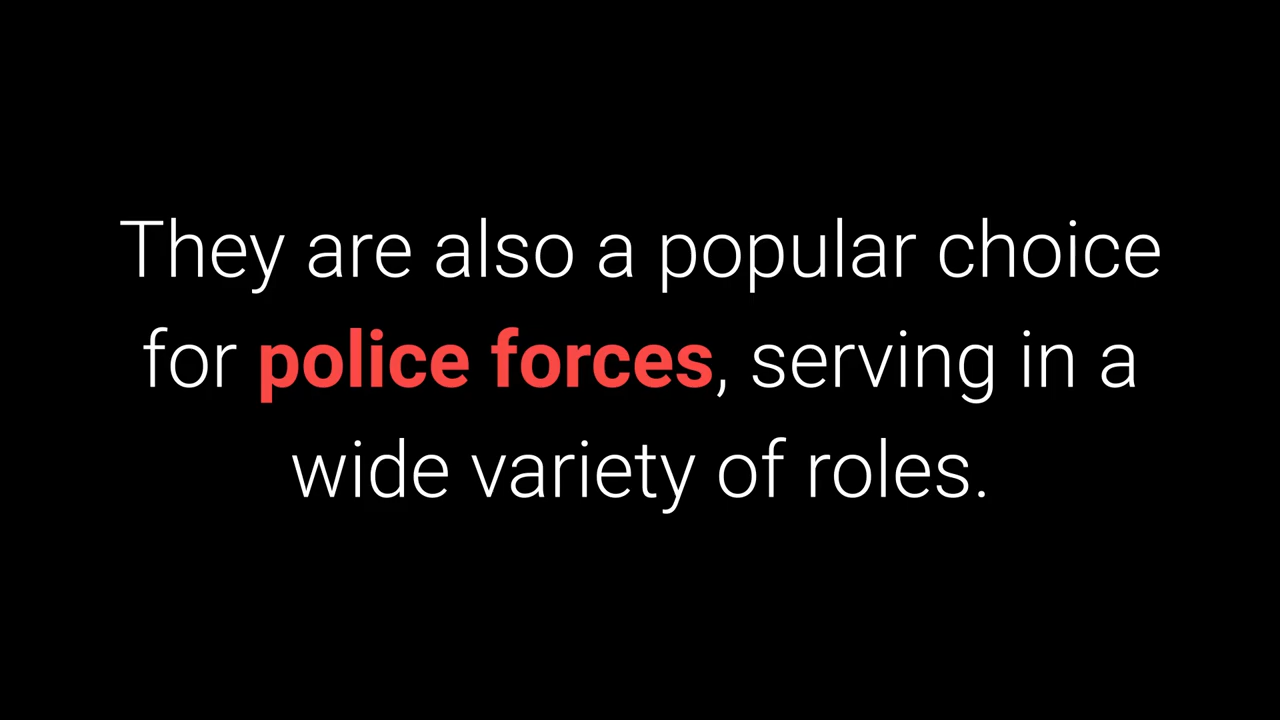 They are also a popular choice
for police forces, serving in a
wide variety of roles.